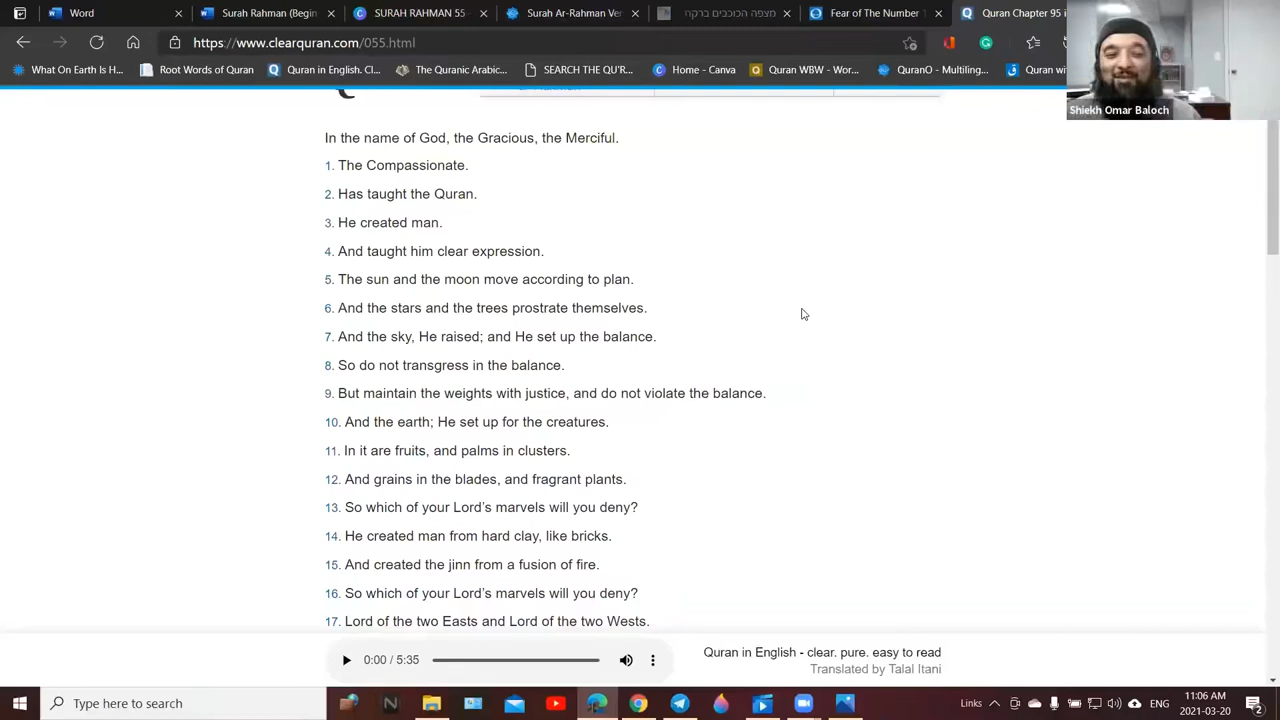 Word
Surah Rahman (Begin
SURAH RAHMAN 55
Surah Ar-Rahman Ve
מצפה הכוכבים ברקיה
Fear of The Number
Quran Chapter 95 i
https://www.clearquran.com/055.html
What On Earth Is H...
Root Words of Quran
Quran in English. Cl...
The Quranic Arabic...
SEARCH THE QU'R...
Home - Canva
Quran WBW - Wor...
QuranO - Multiling...
Quran wit
Shiekh Omar Baloch
In the name of God, the Gracious, the Merciful.
1. The Compassionate.
2. Has taught the Quran.
3. He created man.
4. And taught him clear expression.
5. The sun and the moon move according to plan.
6. And the stars and the trees prostrate themselves.
7. And the sky, He raised; and He set up the balance.
8. So do not transgress in the balance.
9. But maintain the weights with justice, and do not violate the balance.
10. And the earth; He set up for the creatures.
11. In it are fruits, and palms in clusters.
12. And grains in the blades, and fragrant plants.
13. So which of your Lord's marvels will you deny?
14. He created man from hard clay, like bricks.
15. And created the jinn from a fusion of fire.
16. So which of your Lord's marvels will you deny?
17. Lord of the two Easts and Lord of the two Wests.
0:00 / 5:35
Quran in English - clear. pure. easy to read
Translated by Talal Itani
Type here to search
Links
ENG
11:06 AM
2021-03-20
2